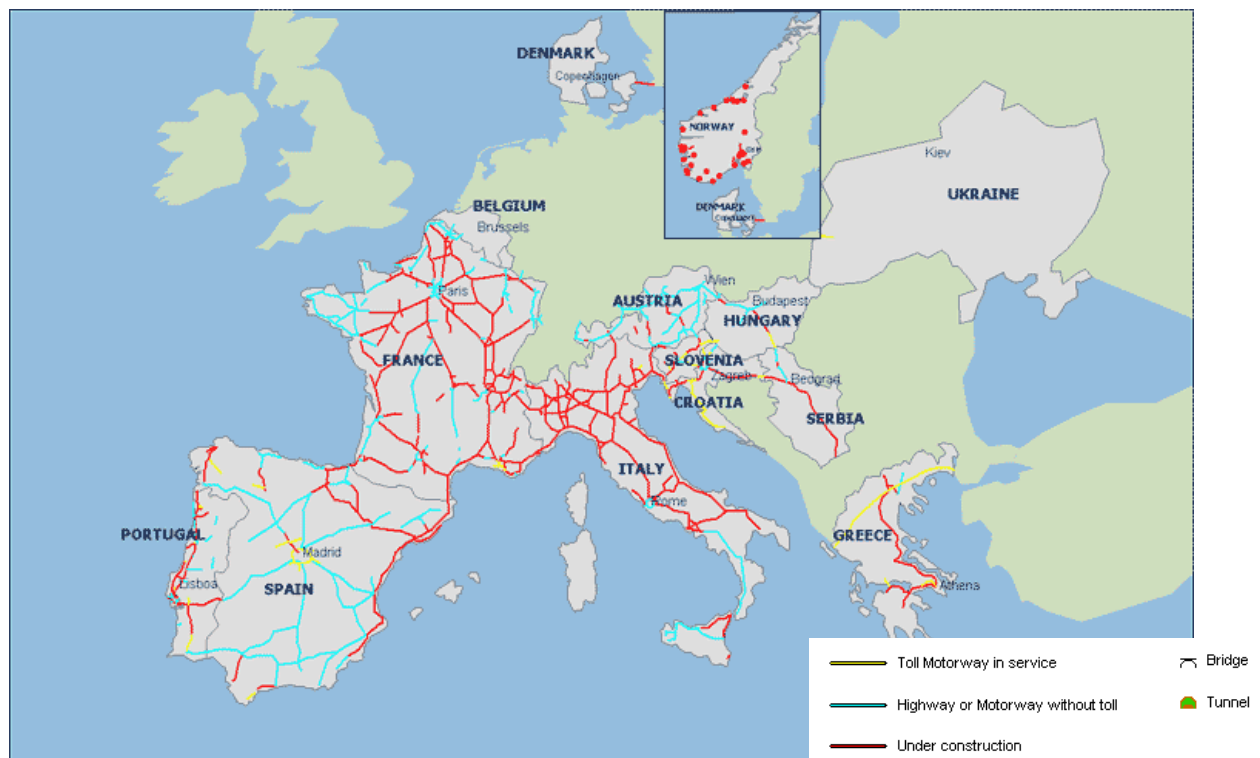 DENMARK
Copenhagen
NORWAY
Oslo
DENMARK
Copenhagen
Kiev
UKRAINE
BELGIUM
Brussels
Paris
Wien
AUSTRIA
Budapest
HUNGARY
FRANCE
SLOVENIA
Zagreb
Beograd
CROATIA
SERBIA
ITALY
Rome
PORTUGAL
Madrid
GREECE
Lisboa
SPAIN
Athena
Toll Motorway in service
Bridge
Highway or Motorway without toll
Tunnel
Under construction